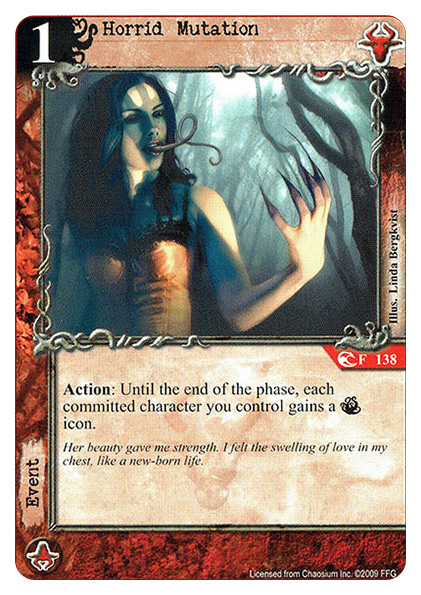 1
Horrid Mutation
Illus. Linda Bergkvist
F 138
Action: Until the end of the phase, each
committed character you control gains a
icon.
Her beauty gave me strength. I felt the swelling of love in my
chest, like a new-born life.
Event
Licensed from Chaosium Inc. ©2009 FFG